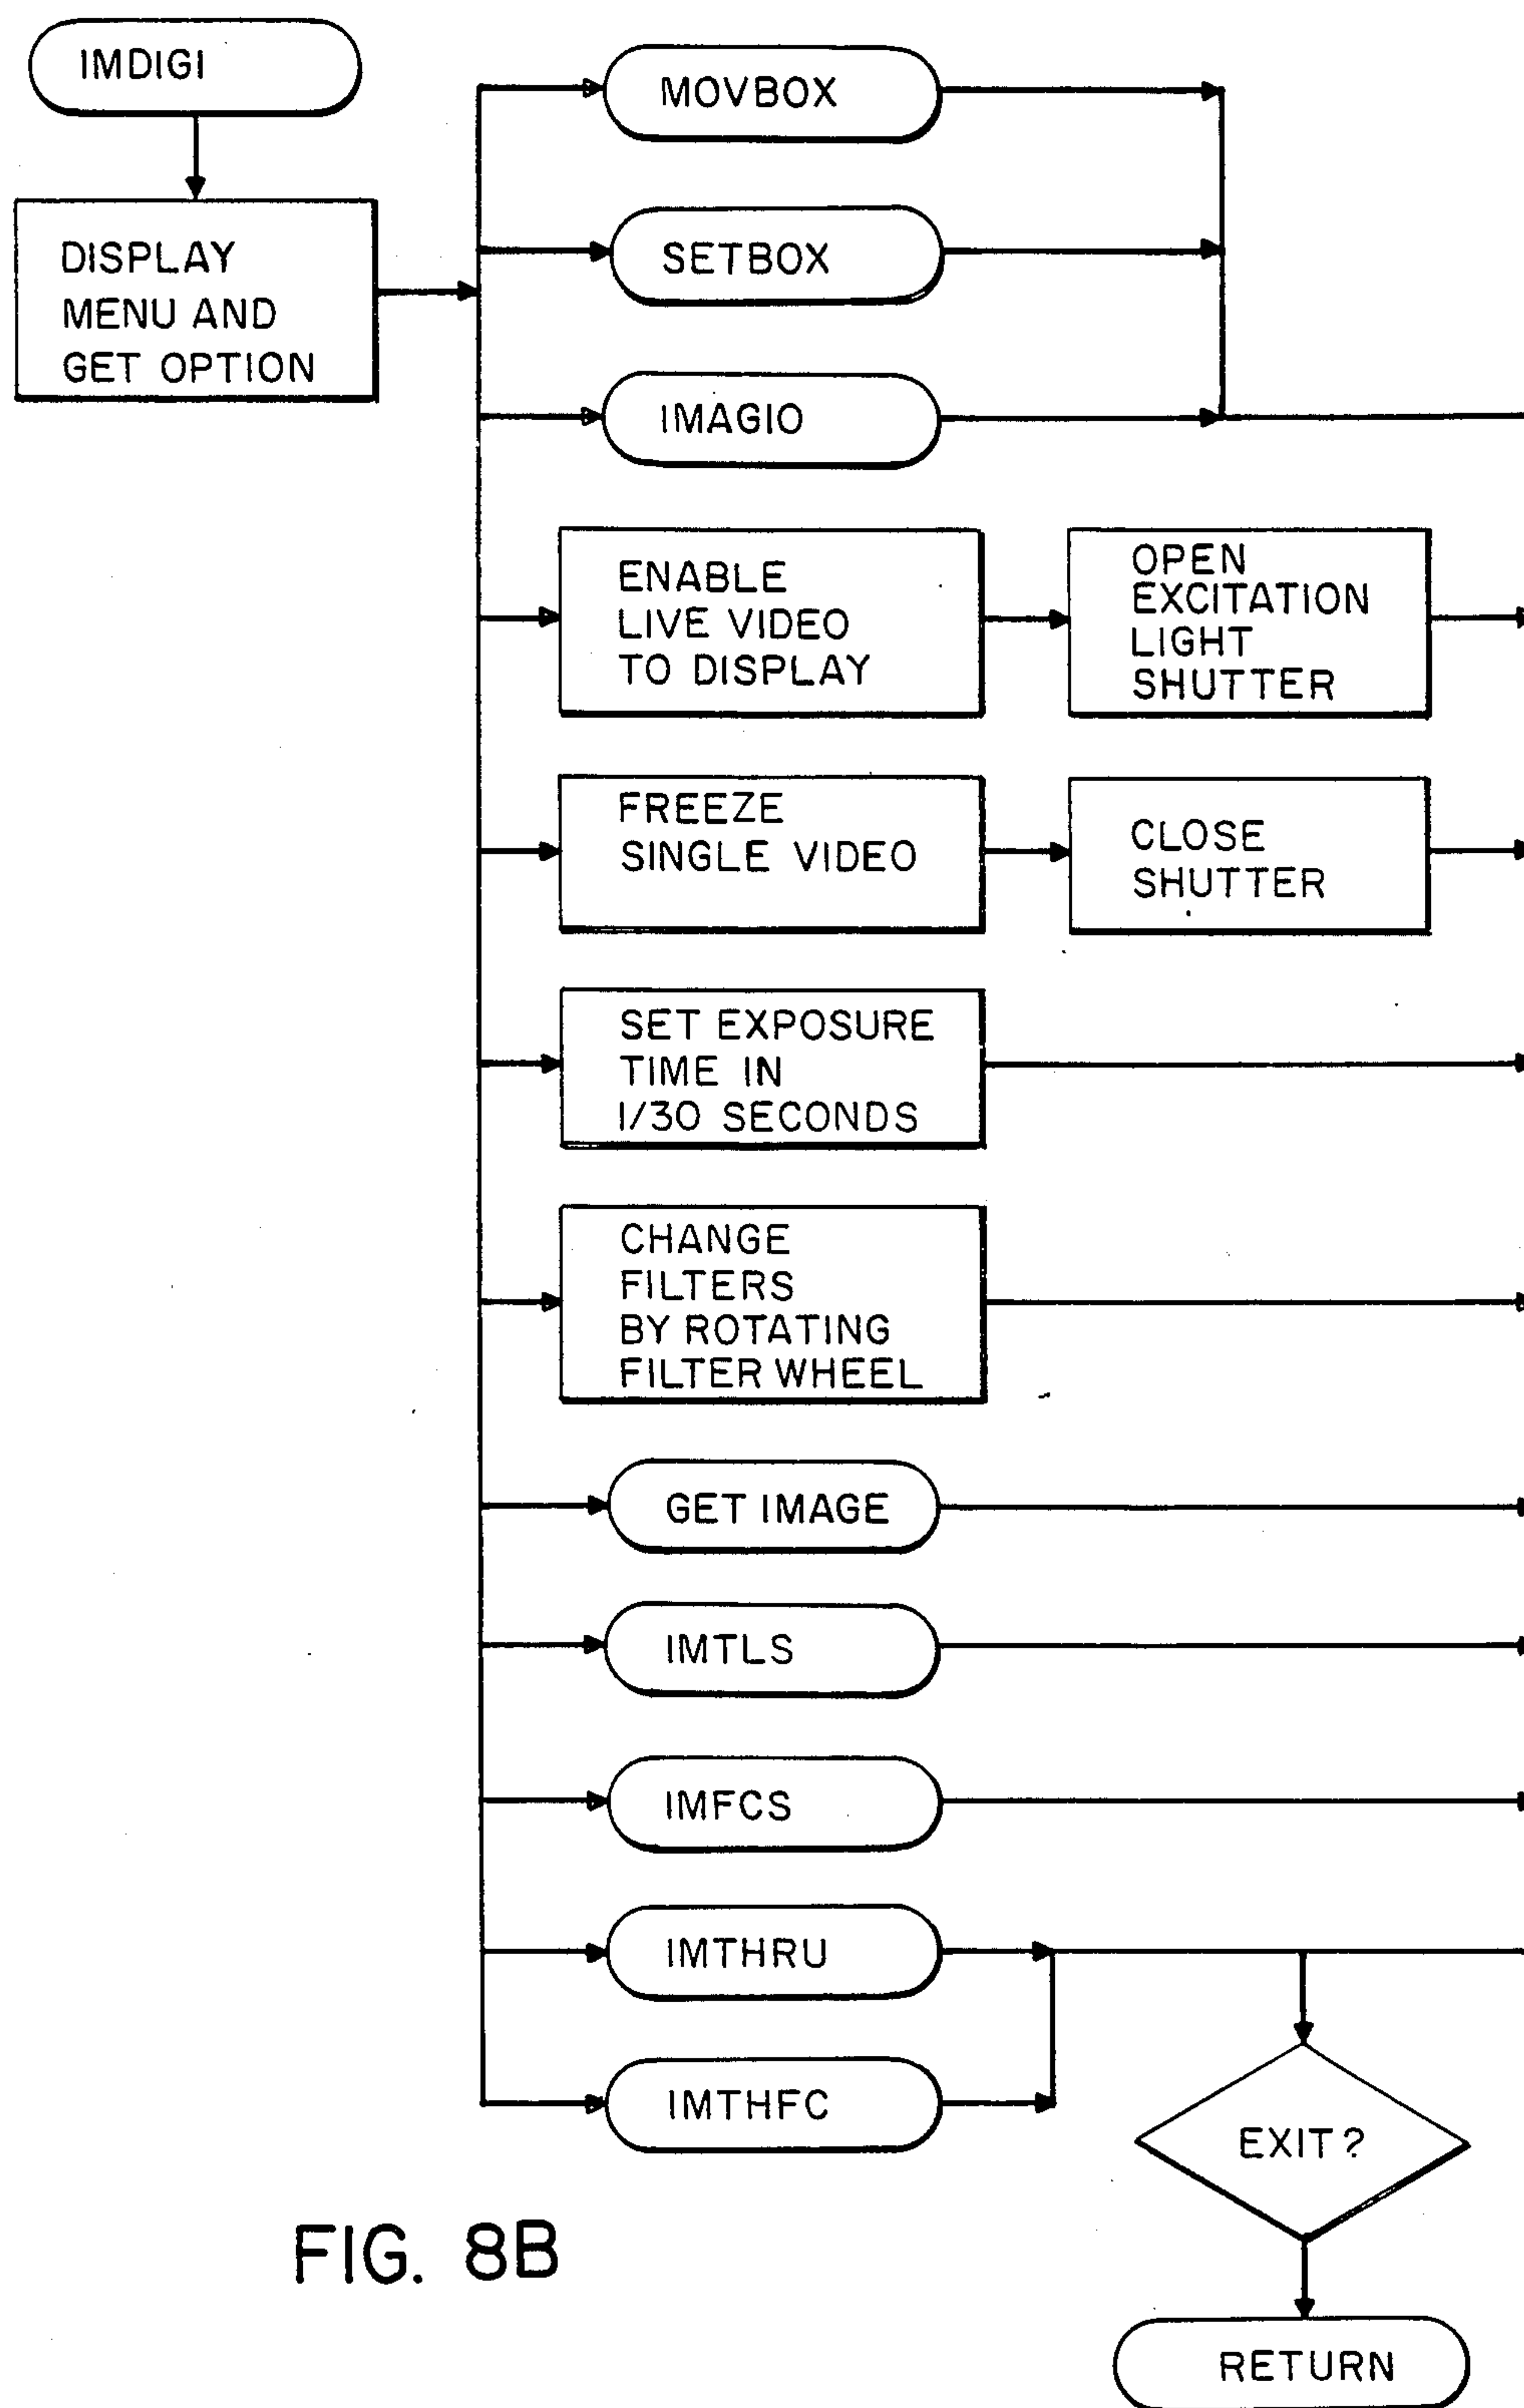 IMDIGI
DISPLAY
MENU AND
GET OPTION
MOVBOX
SETBOX
IMAGIO
ENABLE
LIVE VIDEO
TO DISPLAY
OPEN
EXCITATION
LIGHT
SHUTTER
FREEZE
SINGLE VIDEO
CLOSE
SHUTTER
SET EXPOSURE
TIME IN
1/30 SECONDS
CHANGE
FILTERS
BY ROTATING
FILTER WHEEL
GET IMAGE
IMTLS
IMFCS
IMTHRU
IMTHFC
EXIT?
RETURN
FIG. 8B